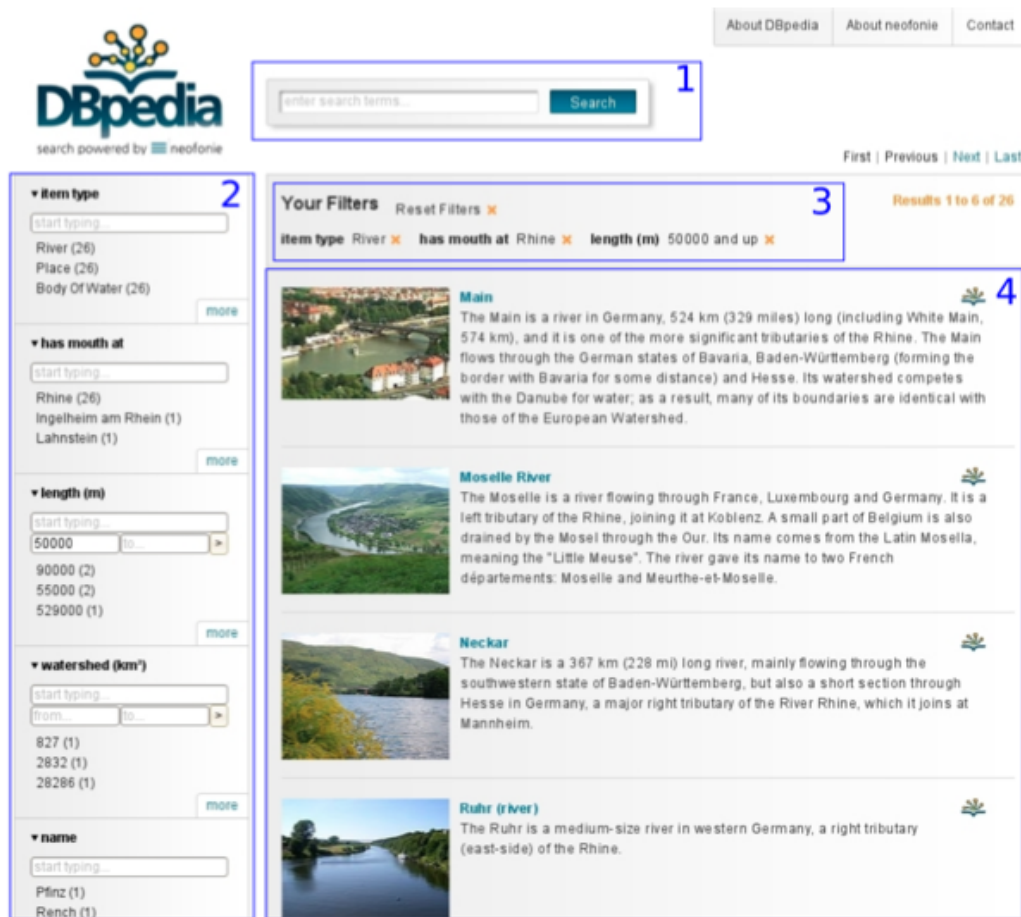 About DBpedia
About neofonie
Contact
DBpedia
search powered by neofonie
1
enter search terms...
Search
First | Previous | Next | Last
2
▾ item type
start typing...
River (26)
Place (26)
Body Of Water (26)
more
▾ has mouth at
start typing...
Rhine (26)
Ingelheim am Rhein (1)
Lahnstein (1)
more
▾ length (m)
start typing...
50000 to... >
90000 (2)
55000 (2)
529000 (1)
more
▾ watershed (km²)
start typing...
from... to... >
827 (1)
2832 (1)
28286 (1)
more
▾ name
start typing...
Pfinz (1)
Rench (1)
Your Filters Reset Filters ×
3
Results 1 to 6 of 26
item type River × has mouth at Rhine × length (m) 50000 and up ×
4
Main
The Main is a river in Germany, 524 km (329 miles) long (including White Main,
574 km), and it is one of the more significant tributaries of the Rhine. The Main
flows through the German states of Bavaria, Baden-Württemberg (forming the
border with Bavaria for some distance) and Hesse. Its watershed competes
with the Danube for water; as a result, many of its boundaries are identical with
those of the European Watershed.
Moselle River
The Moselle is a river flowing through France, Luxembourg and Germany. It is a
left tributary of the Rhine, joining it at Koblenz. A small part of Belgium is also
drained by the Mosel through the Our. Its name comes from the Latin Mosella,
meaning the "Little Meuse". The river gave its name to two French
départements: Moselle and Meurthe-et-Moselle.
Neckar
The Neckar is a 367 km (228 mi) long river, mainly flowing through the
southwestern state of Baden-Württemberg, but also a short section through
Hesse in Germany, a major right tributary of the River Rhine, which it joins at
Mannheim.
Ruhr (river)
The Ruhr is a medium-size river in western Germany, a right tributary
(east-side) of the Rhine.